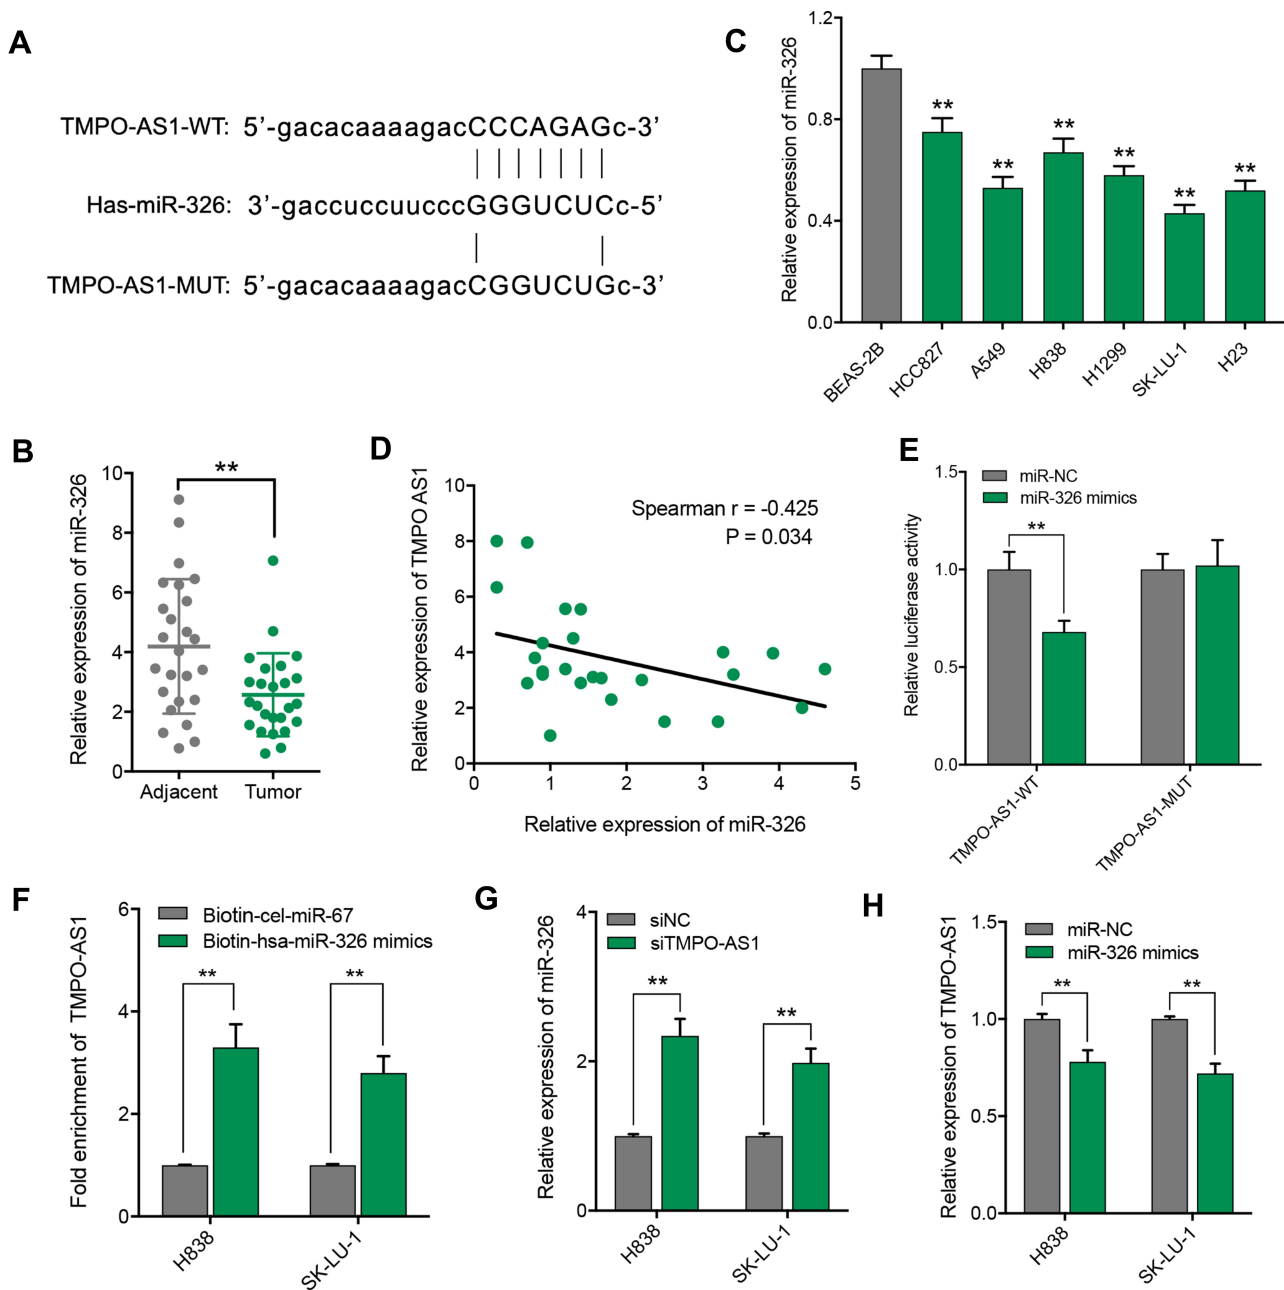 A
TMPO-AS1-WT: 5’-gacacaaaagacCCCAGAGc-3’
Has-miR-326: 3’-gaccuccuucccGGGUCUCc-5’
TMPO-AS1-MUT: 5’-gacacaaaagacCGGUCUGc-3’
C
Relative expression of miR-326
1.2
0.8
0.4
0.0
**
**
**
**
**
**
BEAS-2B
HCC827
A549
H838
H1299
SK-LU-1
H23
B
Relative expression of miR-326
10
8
6
4
2
0
**
Adjacent
Tumor
D
Relative expression of TMPO AS1
10
8
6
4
2
0
Spearman r = -0.425
P = 0.034
0
1
2
3
4
5
Relative expression of miR-326
E
Relative luciferase activity
1.5
1.0
0.5
0.0
miR-NC
miR-326 mimics
**
TMPO-AS1-WT
TMPO-AS1-MUT
F
Fold enrichment of TMPO-AS1
6
4
2
0
Biotin-cel-miR-67
Biotin-hsa-miR-326 mimics
**
**
H838
SK-LU-1
G
Relative expression of miR-326
4
2
0
siNC
siTMPO-AS1
**
**
H838
SK-LU-1
H
Relative expression of TMPO-AS1
1.5
1.0
0.5
0.0
miR-NC
miR-326 mimics
**
**
H838
SK-LU-1